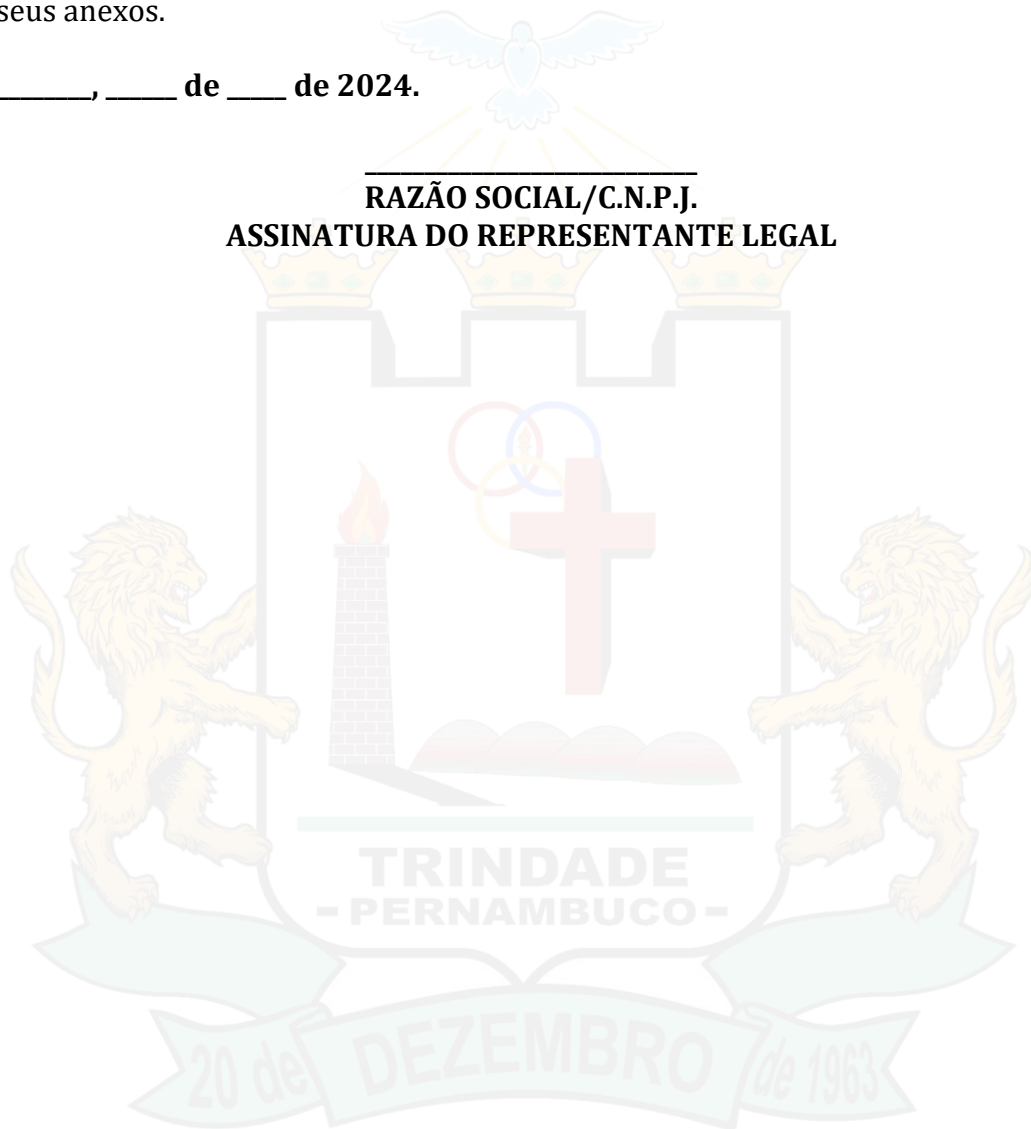 seus anexos.
________, ______ de _____ de 2024.
____________________________
RAZÃO SOCIAL/C.N.P.J.
ASSINATURA DO REPRESENTANTE LEGAL
TRINDADE
- PERNAMBUCO -
20 de DEZEMBRO de 1963